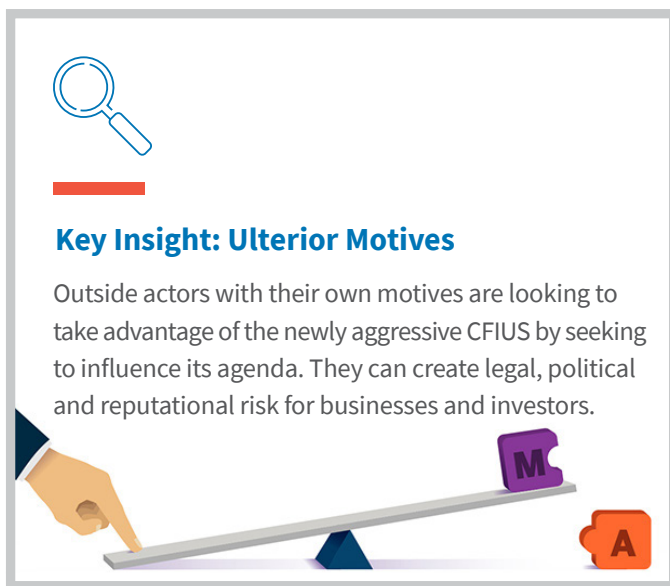 Key Insight: Ulterior Motives
Outside actors with their own motives are looking to
take advantage of the newly aggressive CFIUS by seeking
to influence its agenda. They can create legal, political
and reputational risk for businesses and investors.
M
A